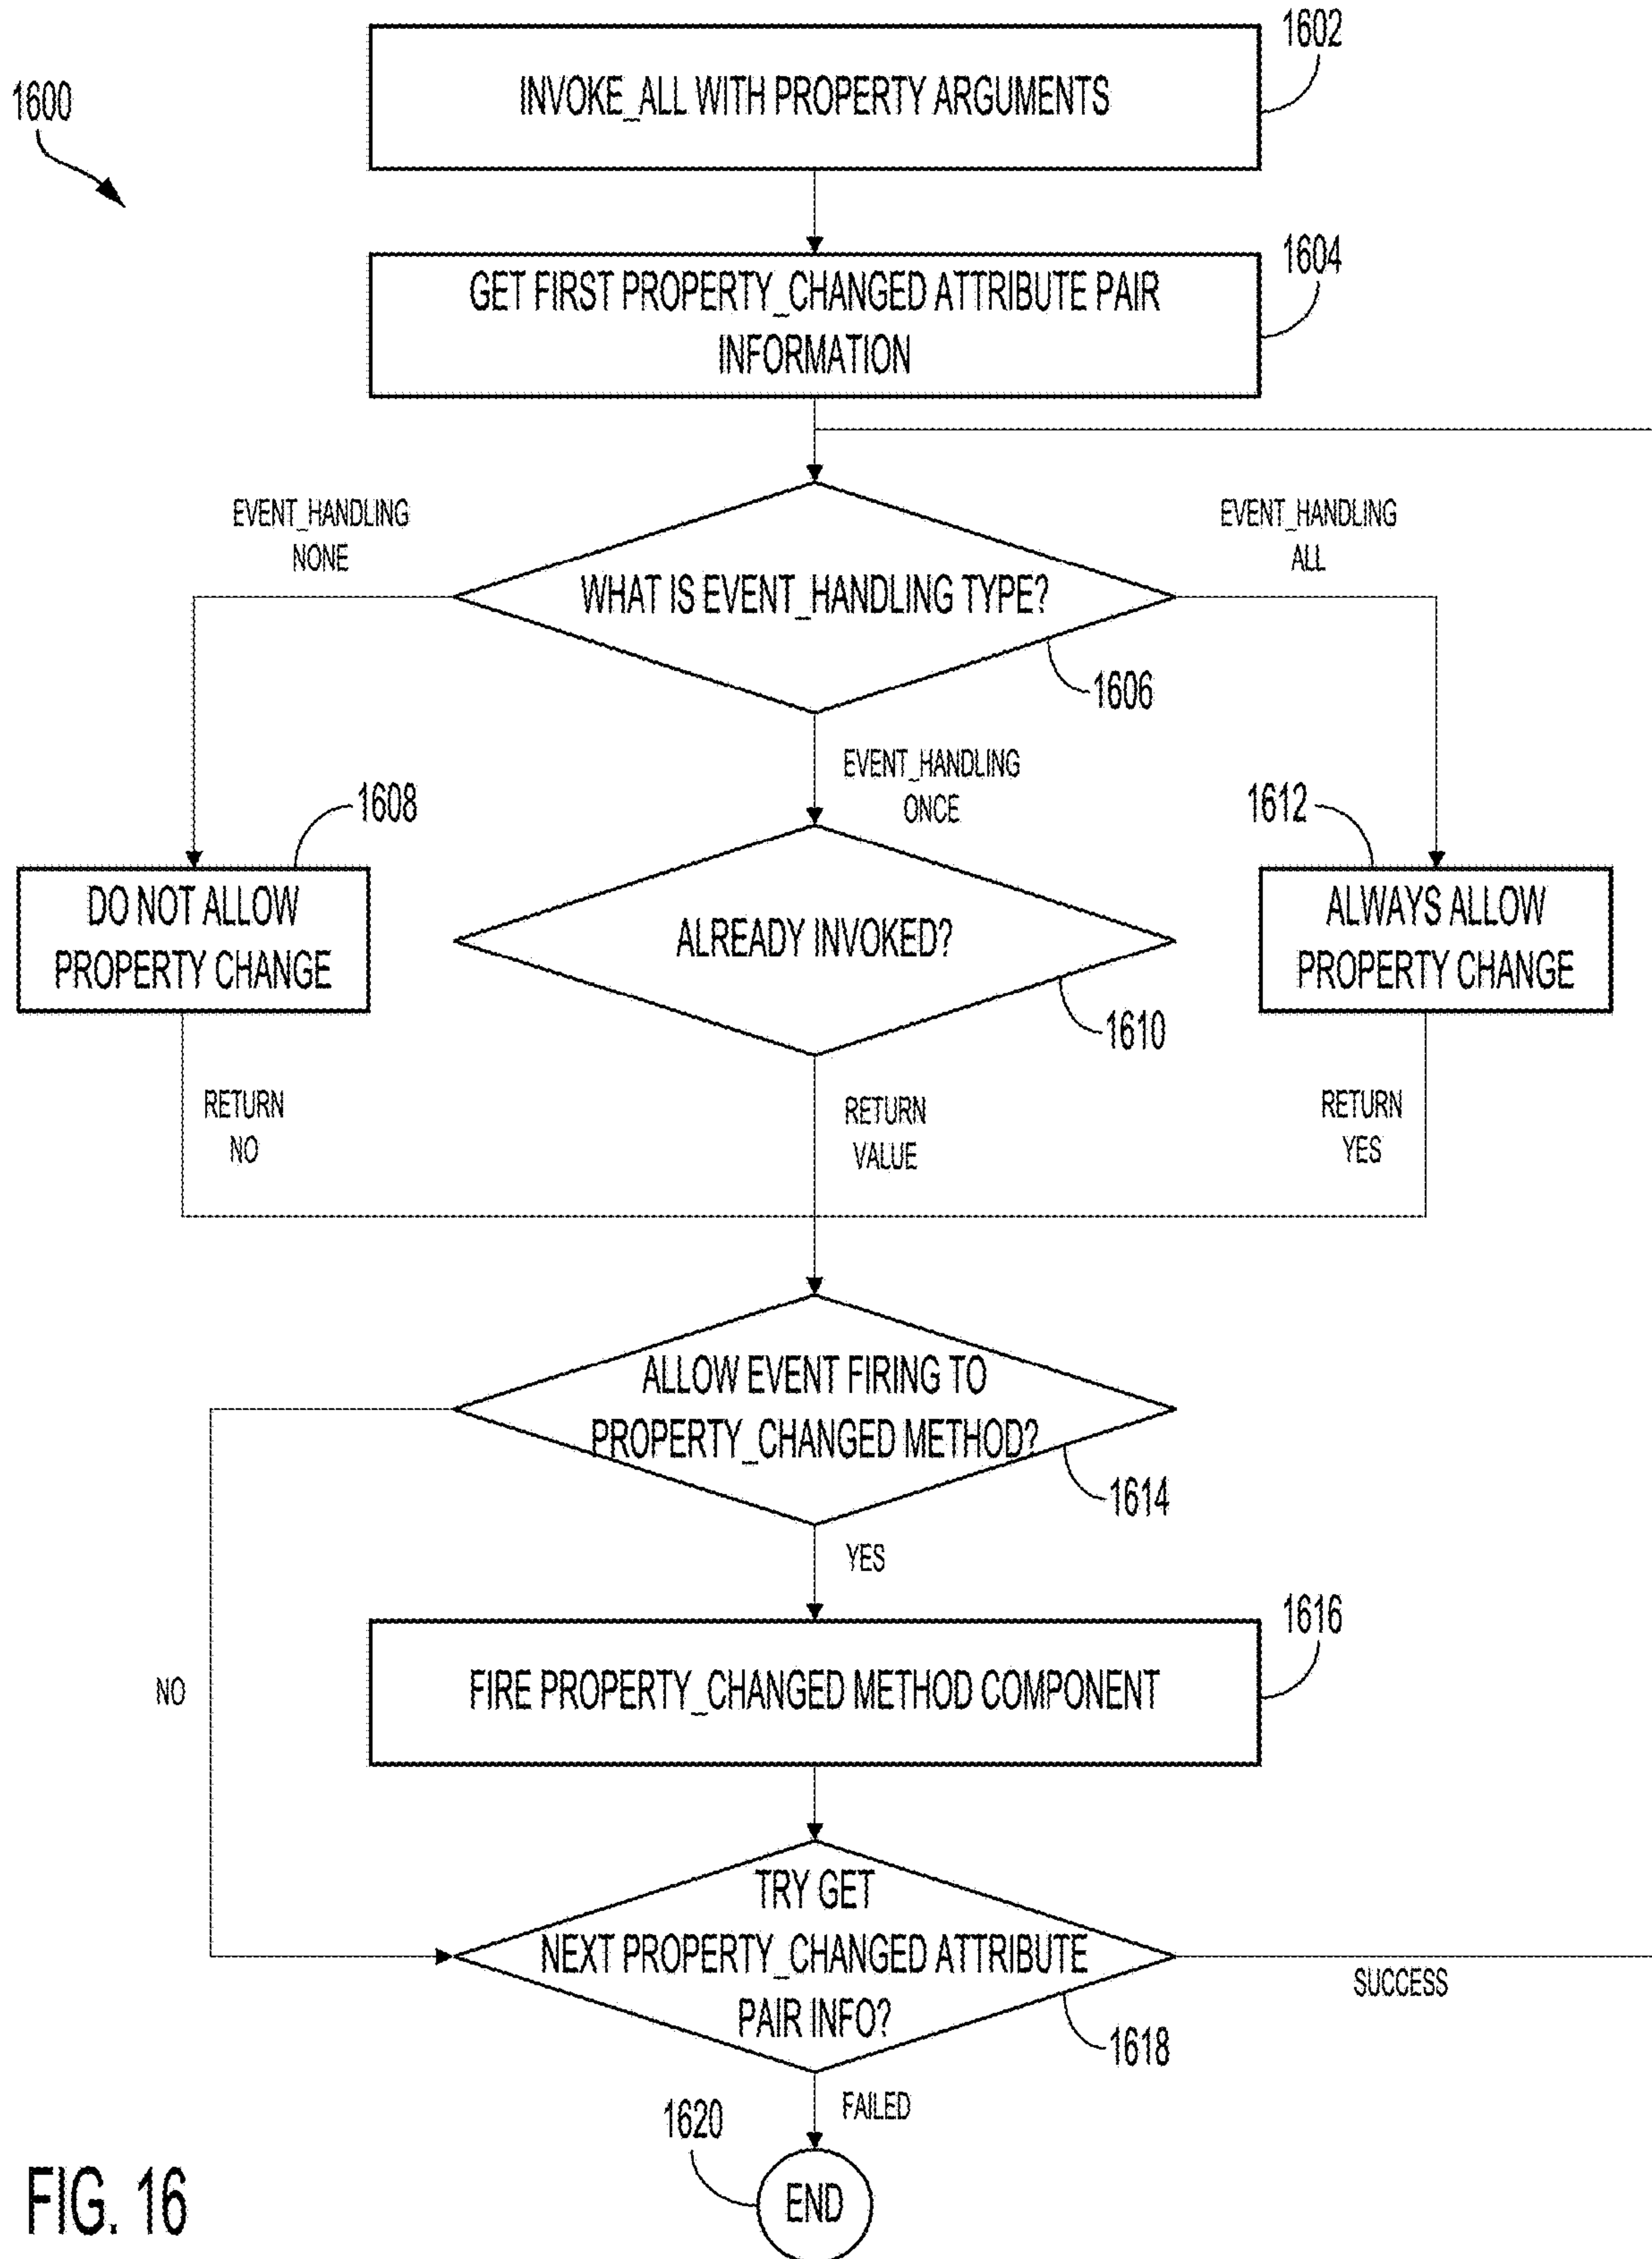 1600
1602
INVOKE_ALL WITH PROPERTY ARGUMENTS
1604
GET FIRST PROPERTY_CHANGED ATTRIBUTE PAIR
INFORMATION
EVENT_HANDLING
NONE
EVENT_HANDLING
ALL
WHAT IS EVENT_HANDLING TYPE?
1606
EVENT_HANDLING
ONCE
1608
DO NOT ALLOW
PROPERTY CHANGE
ALREADY INVOKED?
1610
1612
ALWAYS ALLOW
PROPERTY CHANGE
RETURN
NO
RETURN
VALUE
RETURN
YES
ALLOW EVENT FIRING TO
PROPERTY_CHANGED METHOD?
1614
YES
NO
1616
FIRE PROPERTY_CHANGED METHOD COMPONENT
TRY GET
NEXT PROPERTY_CHANGED ATTRIBUTE
PAIR INFO?
1618
SUCCESS
FAILED
1620
END
FIG. 16